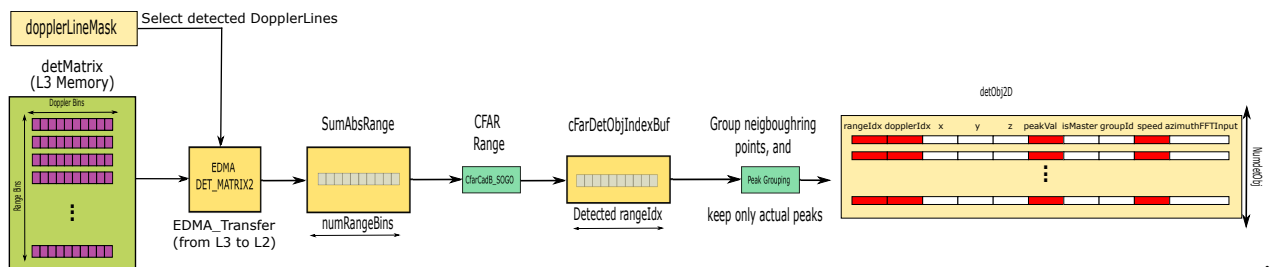 dopplerLineMask
Select detected DopplerLines
detMatrix
(L3 Memory)
Doppler Bins
Range Bins
EDMA
DET_MATRIX2
EDMA_Transfer
(from L3 to L2)
SumAbsRange
numRangeBins
CFAR
Range
CfarCadB_SOGO
cFarDetObjIndexBuf
Detected rangeIdx
Group neigboughring
points, and
Peak Grouping
keep only actual peaks
detObj2D
rangeIdx dopplerIdx x y z peakVal isMaster groupId speed azimuthFFTInput
NumDetObj